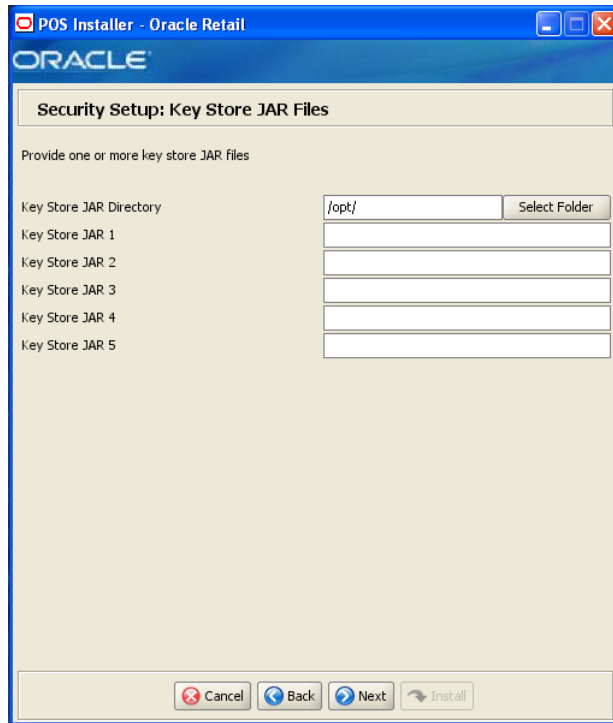 POS Installer - Oracle Retail
ORACLE
Security Setup: Key Store JAR Files
Provide one or more key store JAR files
Key Store JAR Directory /opt/ Select Folder
Key Store JAR 1
Key Store JAR 2
Key Store JAR 3
Key Store JAR 4
Key Store JAR 5
Cancel Back Next Install